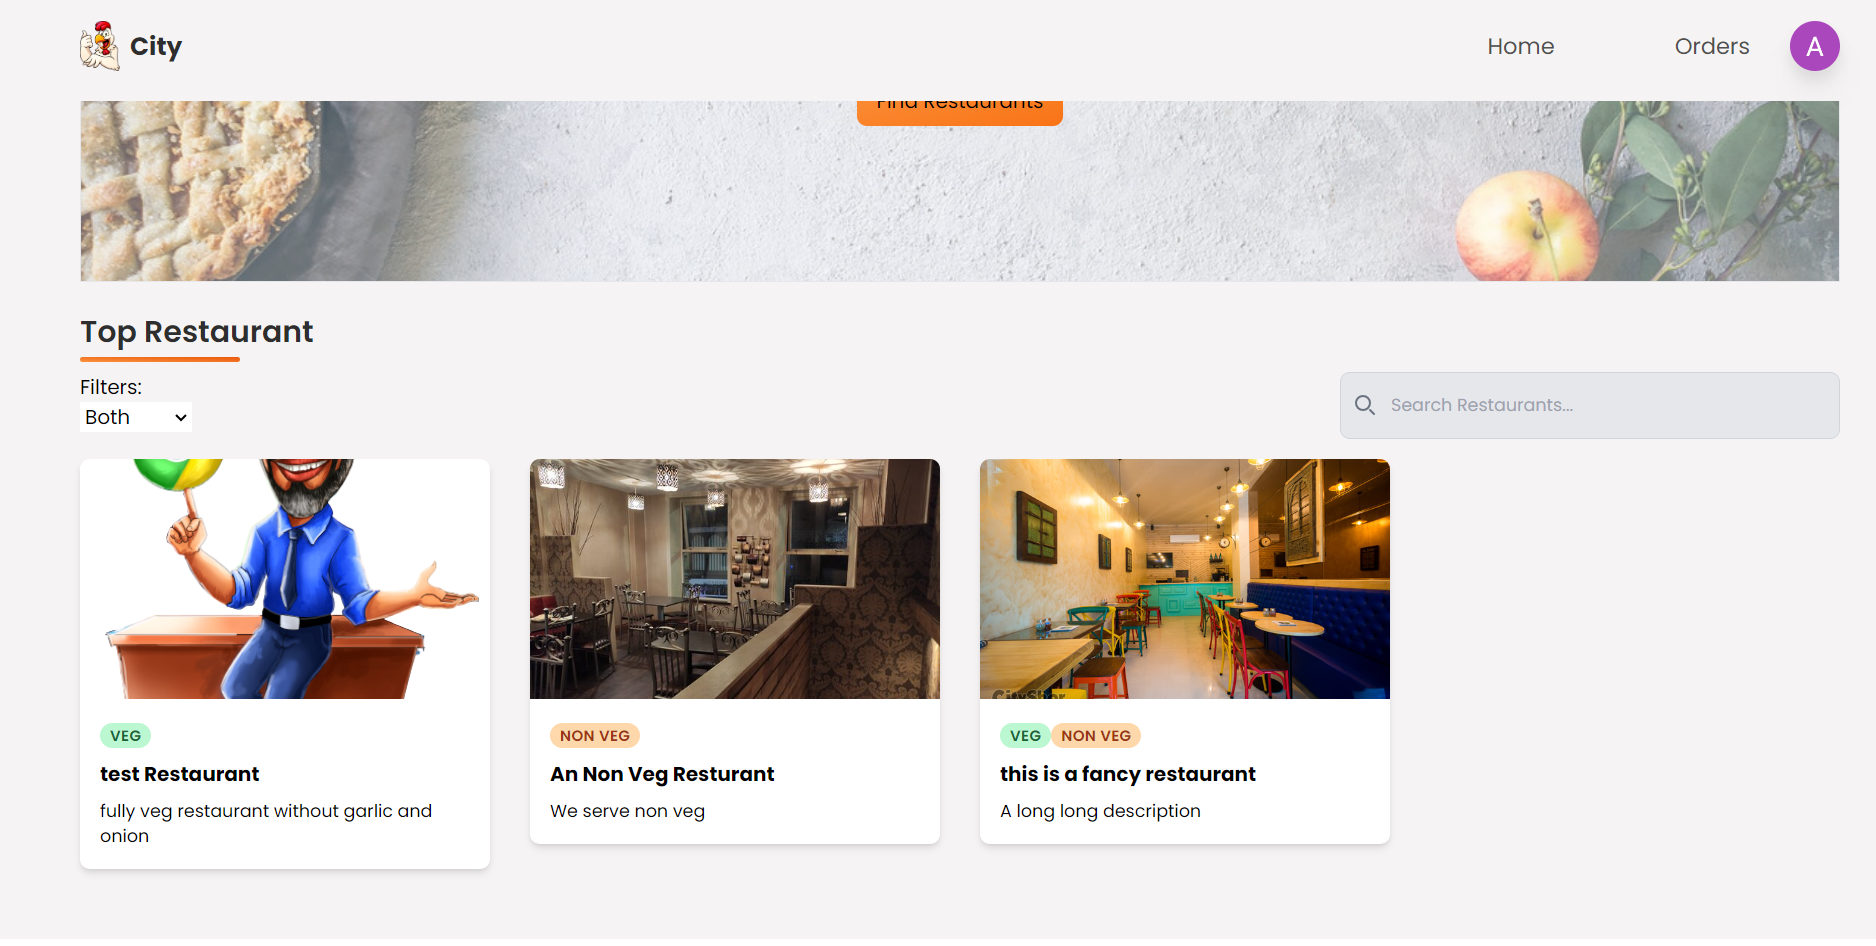 City
Home
Orders
A
Find Restaurants
Top Restaurant
Filters:
Both
Search Restaurants...
VEG
test Restaurant
fully veg restaurant without garlic and
onion
NON VEG
An Non Veg Resturant
We serve non veg
CityShor
VEG NON VEG
this is a fancy restaurant
A long long description